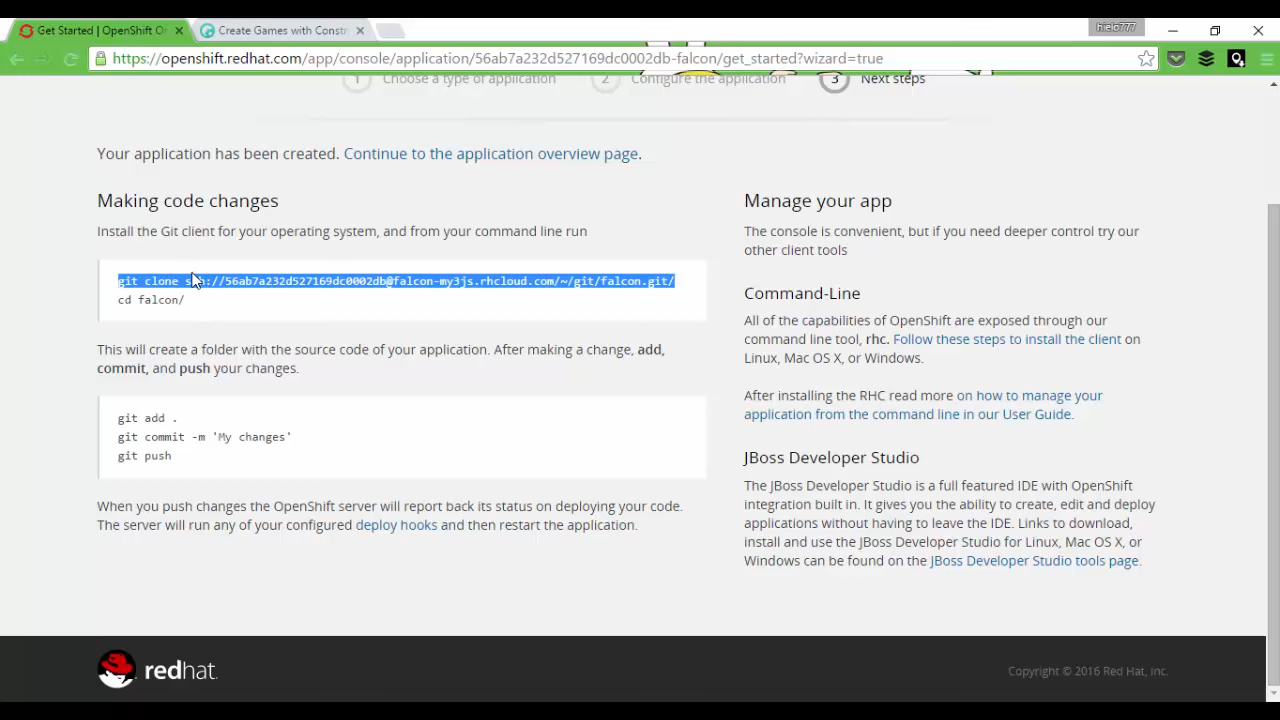 Get Started | OpenShift On
Create Games with Constr
hielo777
https://openshift.redhat.com/app/console/application/56ab7a232d527169dc0002db-falcon/get_started?wizard=true
1 Choose a type of application 2 Configure the application 3 Next steps
Your application has been created. Continue to the application overview page.
Making code changes
Install the Git client for your operating system, and from your command line run
git clone ssh://56ab7a232d527169dc0002db@falcon-my3js.rhcloud.com/~/git/falcon.git/
cd falcon/
This will create a folder with the source code of your application. After making a change, add,
commit, and push your changes.
git add .
git commit -m 'My changes'
git push
When you push changes the OpenShift server will report back its status on deploying your code.
The server will run any of your configured deploy hooks and then restart the application.
Manage your app
The console is convenient, but if you need deeper control try our
other client tools
Command-Line
All of the capabilities of OpenShift are exposed through our
command line tool, rhc. Follow these steps to install the client on
Linux, Mac OS X, or Windows.
After installing the RHC read more on how to manage your
application from the command line in our User Guide.
JBoss Developer Studio
The JBoss Developer Studio is a full featured IDE with OpenShift
integration built in. It gives you the ability to create, edit and deploy
applications without having to leave the IDE. Links to download,
install and use the JBoss Developer Studio for Linux, Mac OS X, or
Windows can be found on the JBoss Developer Studio tools page.
redhat.
Copyright © 2016 Red Hat, Inc.